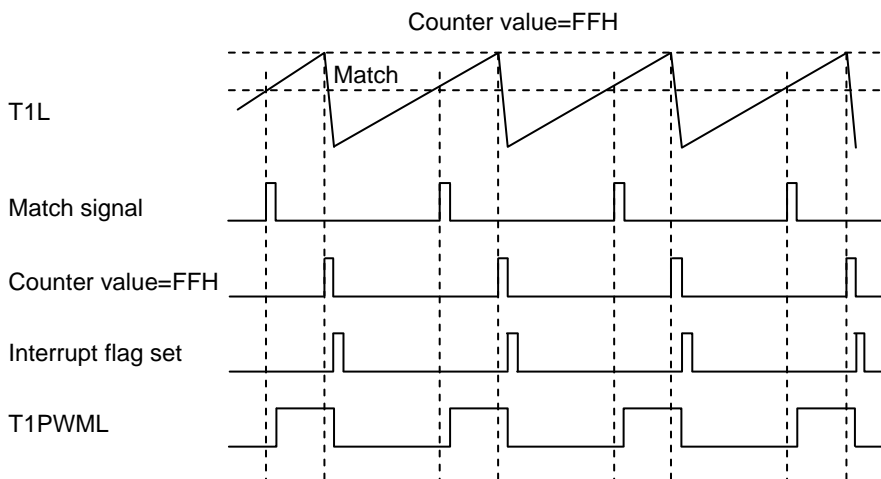 Counter value=FFH
Match
T1L
Match signal
Counter value=FFH
Interrupt flag set
T1PWML